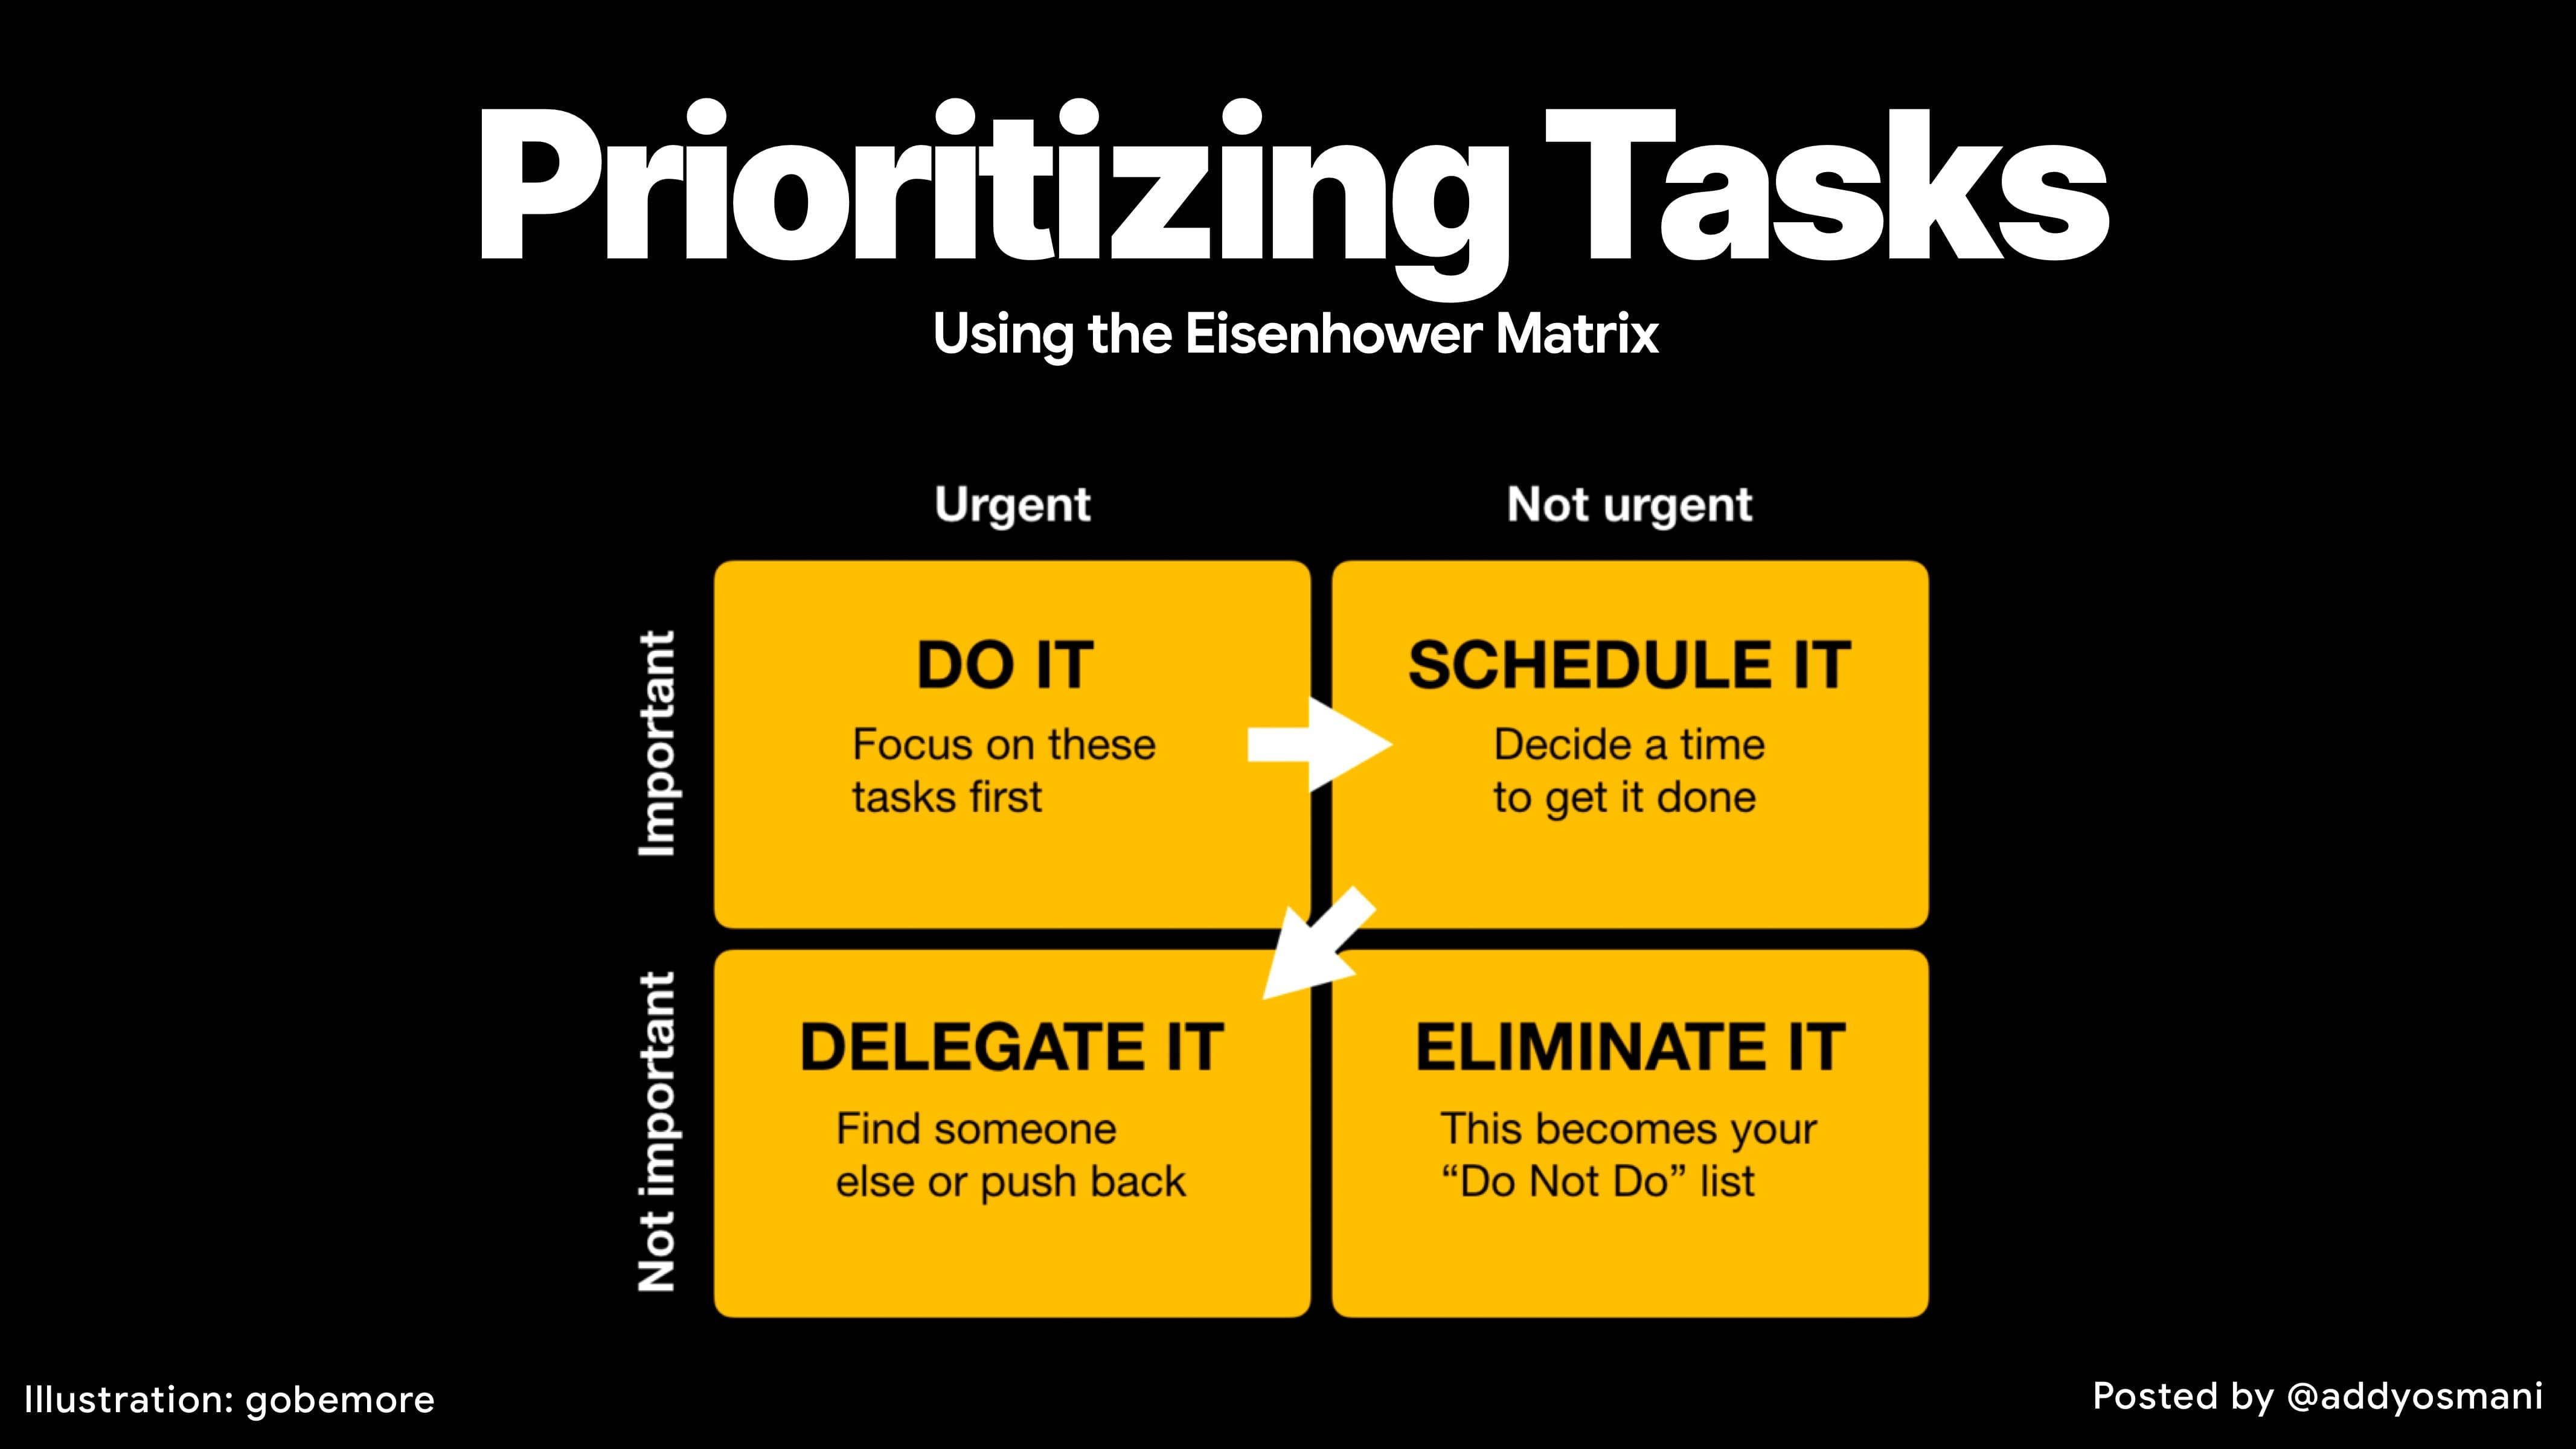 Prioritizing Tasks
Using the Eisenhower Matrix
Urgent
Not urgent
Important
DO IT
Focus on these
tasks first
SCHEDULE IT
Decide a time
to get it done
Not important
DELEGATE IT
Find someone
else or push back
ELIMINATE IT
This becomes your
“Do Not Do” list
Illustration: gobemore
Posted by @addyosmani